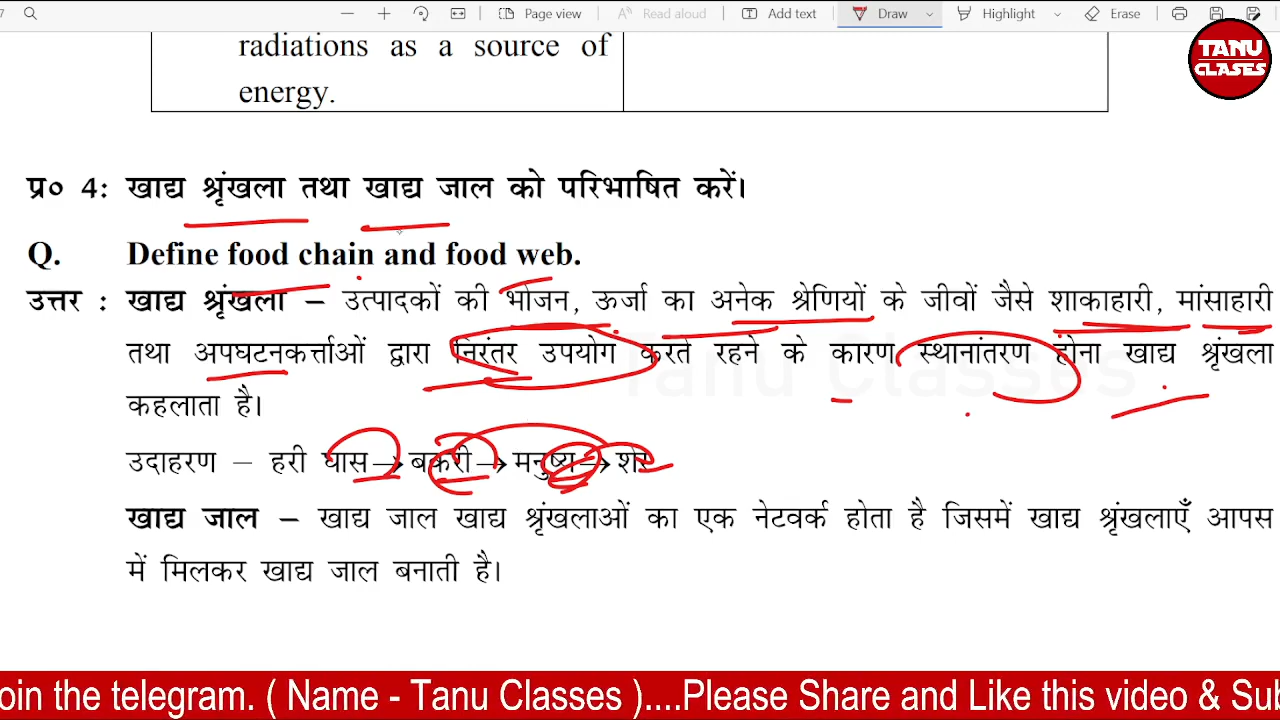 7
Page view
Read aloud
Add text
Draw
Highlight
Erase
TANU
CLASES
radiations as a source of
energy.
प्र० 4: खाद्य श्रृंखला तथा खाद्य जाल को परिभाषित करें।
Q. Define food chain and food web.
उत्तर : खाद्य श्रृंखला – उत्पादकों की भोजन, ऊर्जा का अनेक श्रेणियों के जीवों जैसे शाकाहारी, मांसाहारी
तथा अपघटनकर्त्ताओं द्वारा निरंतर उपयोग करते रहने के कारण स्थानांतरण होना खाद्य श्रृंखला
कहलाता है।
उदाहरण – हरी घास → बकरी → मनुष्य → शेर
खाद्य जाल – खाद्य जाल खाद्य श्रृंखलाओं का एक नेटवर्क होता है जिसमें खाद्य श्रृंखलाएँ आपस
में मिलकर खाद्य जाल बनाती है।
Tanu Classes
oin the telegram. ( Name - Tanu Classes )....Please Share and Like this video & Sub